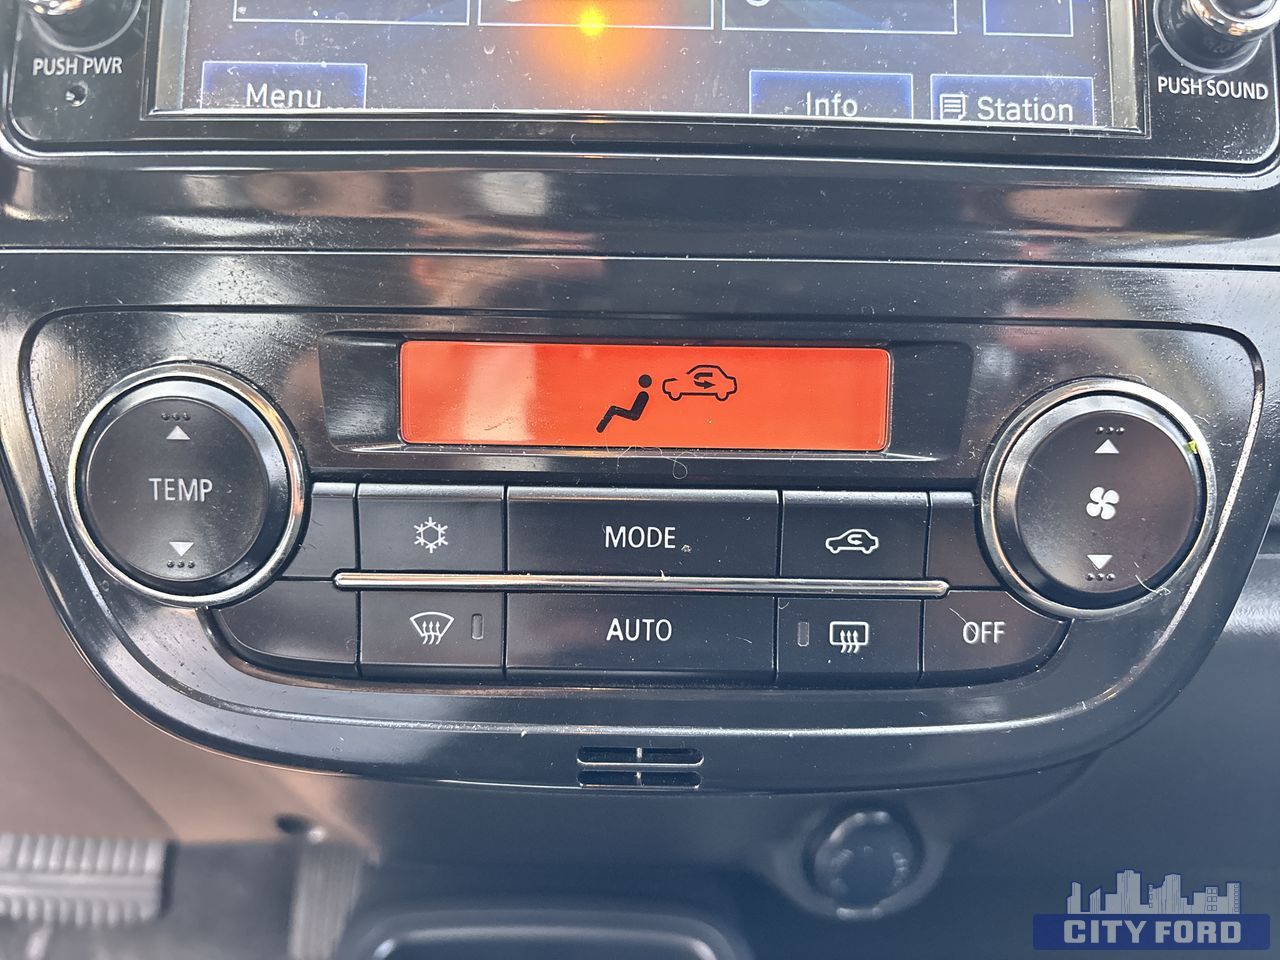 PUSH PWR
PUSH SOUND
Menu
Info
Station
TEMP
MODE
AUTO
OFF
CITY FORD